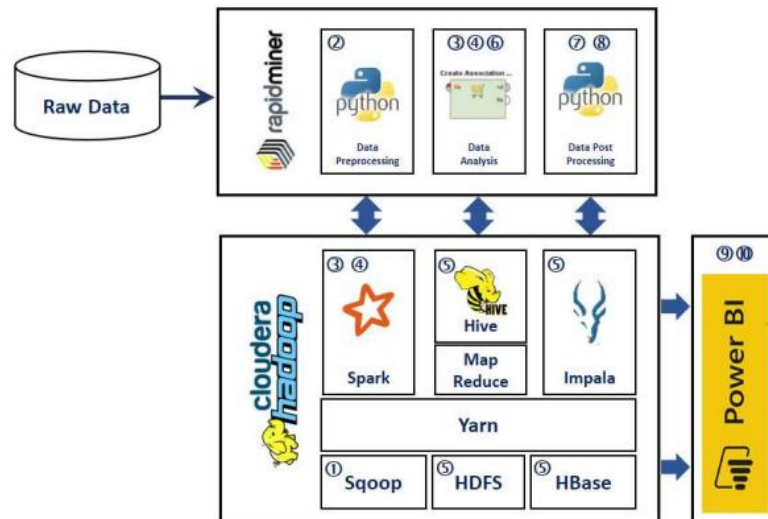 Raw Data
rapidminer
②
python
Data
Preprocessing
③④⑥
Create Association ...
Data
Analysis
⑦ ⑧
python
Data Post
Processing
cloudera
hadoop
③ ④
Spark
⑤
HIVE
Hive
Map
Reduce
⑤
Impala
Yarn
① Sqoop
⑤ HDFS
⑤ HBase
⑨⑩
Power BI